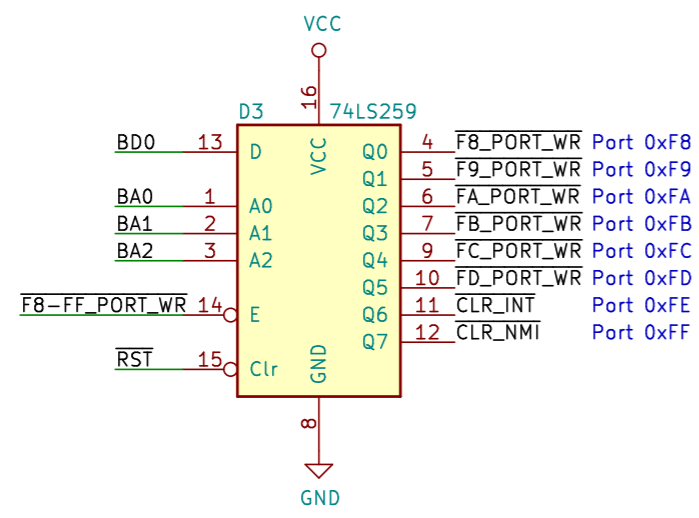 VCC
16
D3 74LS259
BD0 13 D VCC Q0 4 F8_PORT_WR Port 0xF8
Q1 5 F9_PORT_WR Port 0xF9
BA0 1 A0 Q2 6 FA_PORT_WR Port 0xFA
BA1 2 A1 Q3 7 FB_PORT_WR Port 0xFB
BA2 3 A2 Q4 9 FC_PORT_WR Port 0xFC
Q5 10 FD_PORT_WR Port 0xFD
F8-FF_PORT_WR 14 E Q6 11 CLR_INT Port 0xFE
Q7 12 CLR_NMI Port 0xFF
RST 15 Clr GND
8
GND